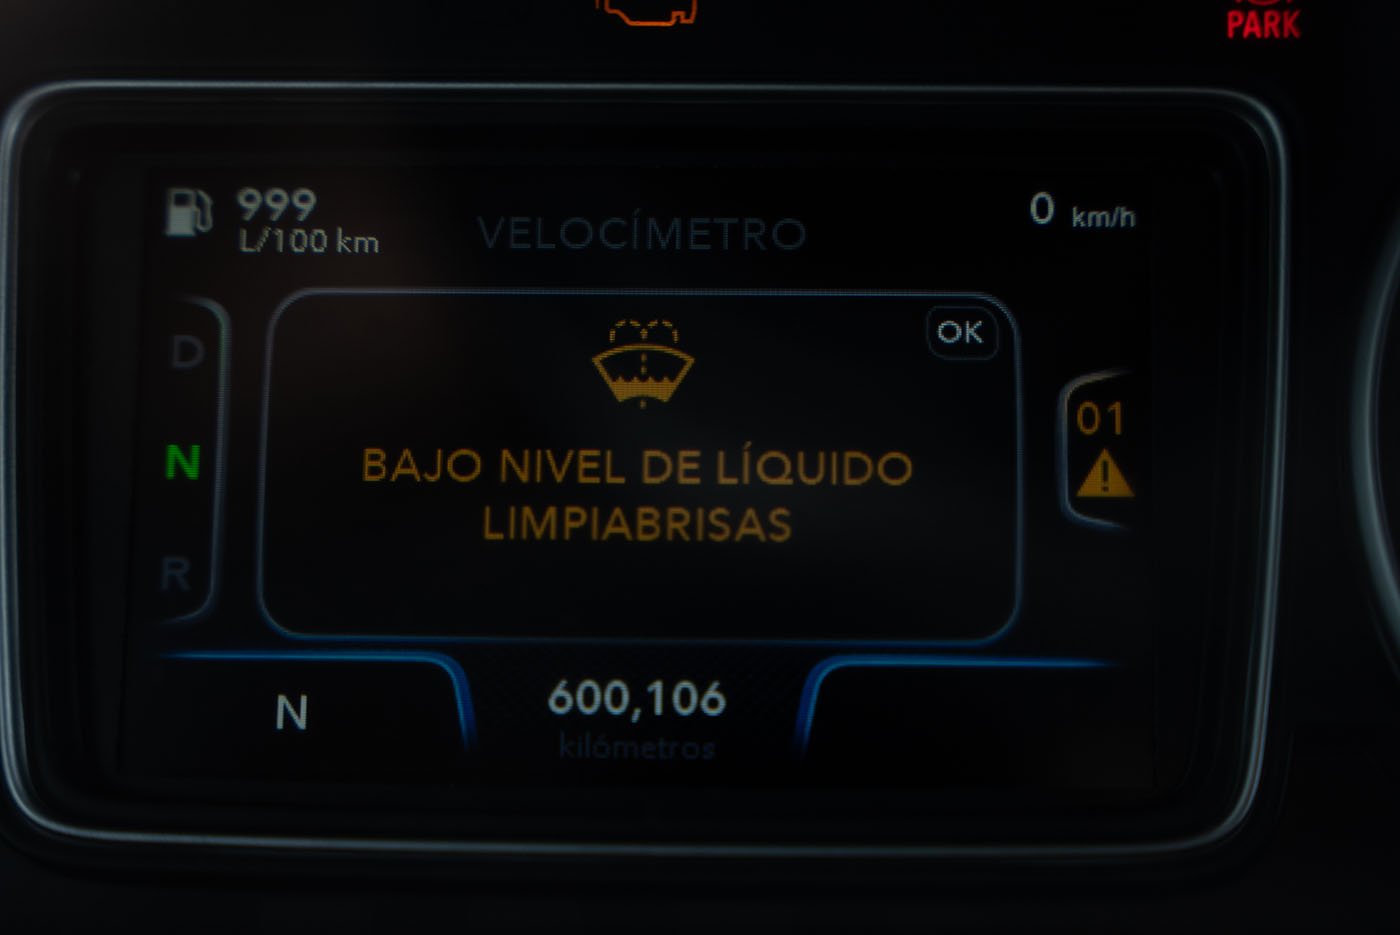 PARK
999
L/100 km
VELOCÍMETRO
0 km/h
D
N
R
OK
BAJO NIVEL DE LÍQUIDO
LIMPIABRISAS
01
N
600,106
kilómetros